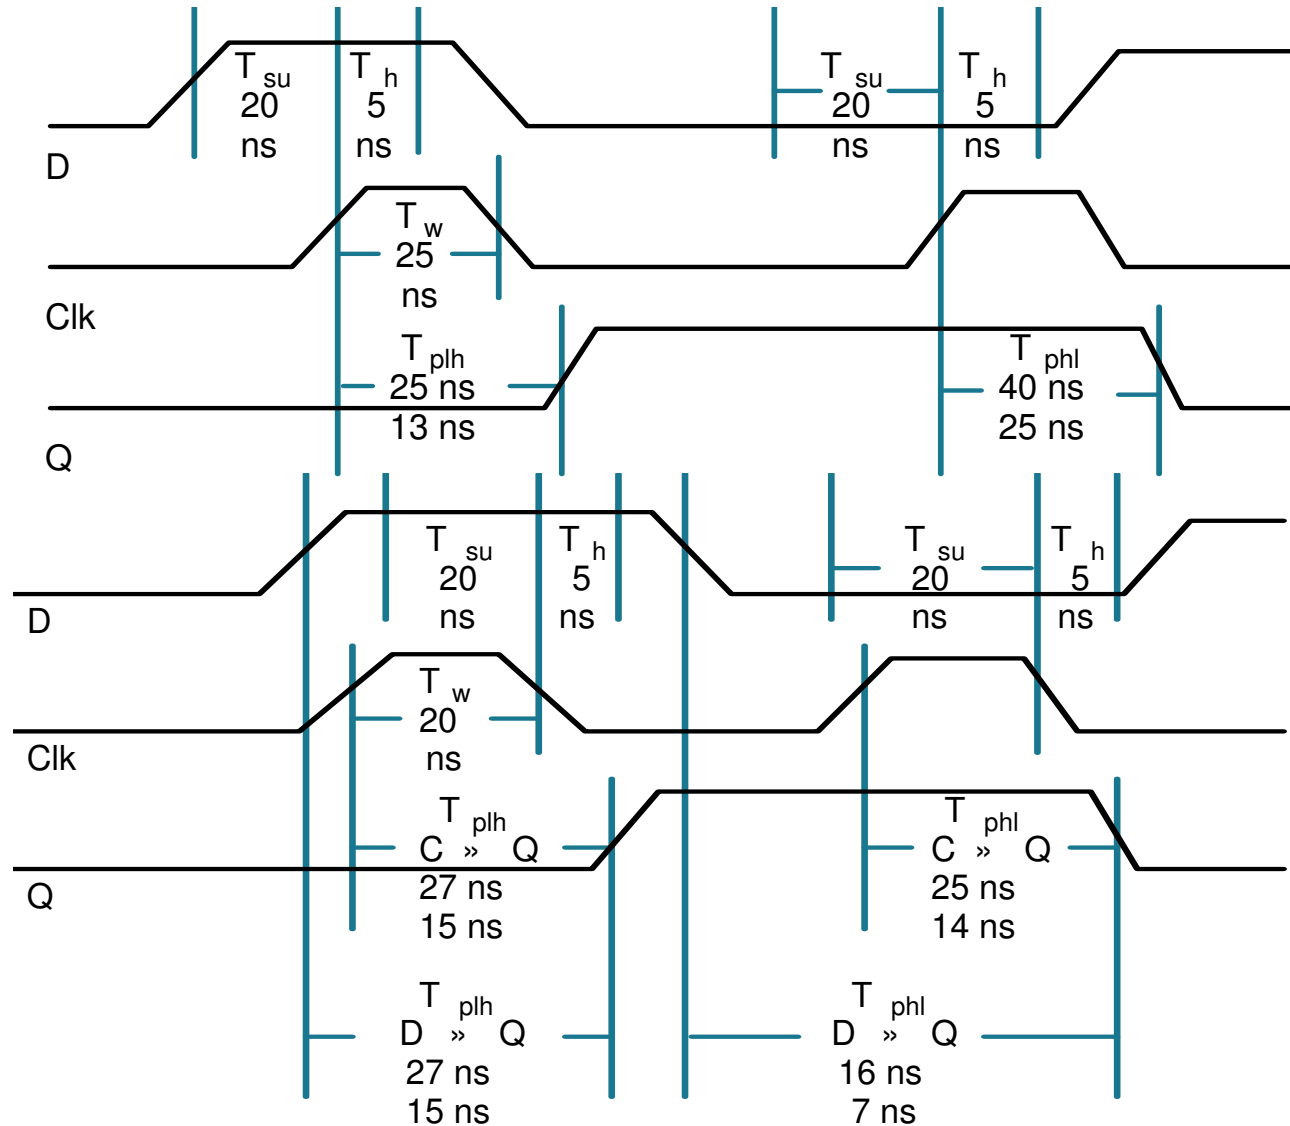 T su T h T su T h
20 5 20 5
ns ns ns ns
D
T w
25
ns
Clk
T plh T phl
25 ns 40 ns
13 ns 25 ns
Q
T su T h T su T h
20 5 20 5
ns ns ns ns
D
T w
20
ns
Clk
T plh T phl
C » Q C » Q
27 ns 25 ns
15 ns 14 ns
Q
T plh T phl
D » Q D » Q
27 ns 16 ns
15 ns 7 ns